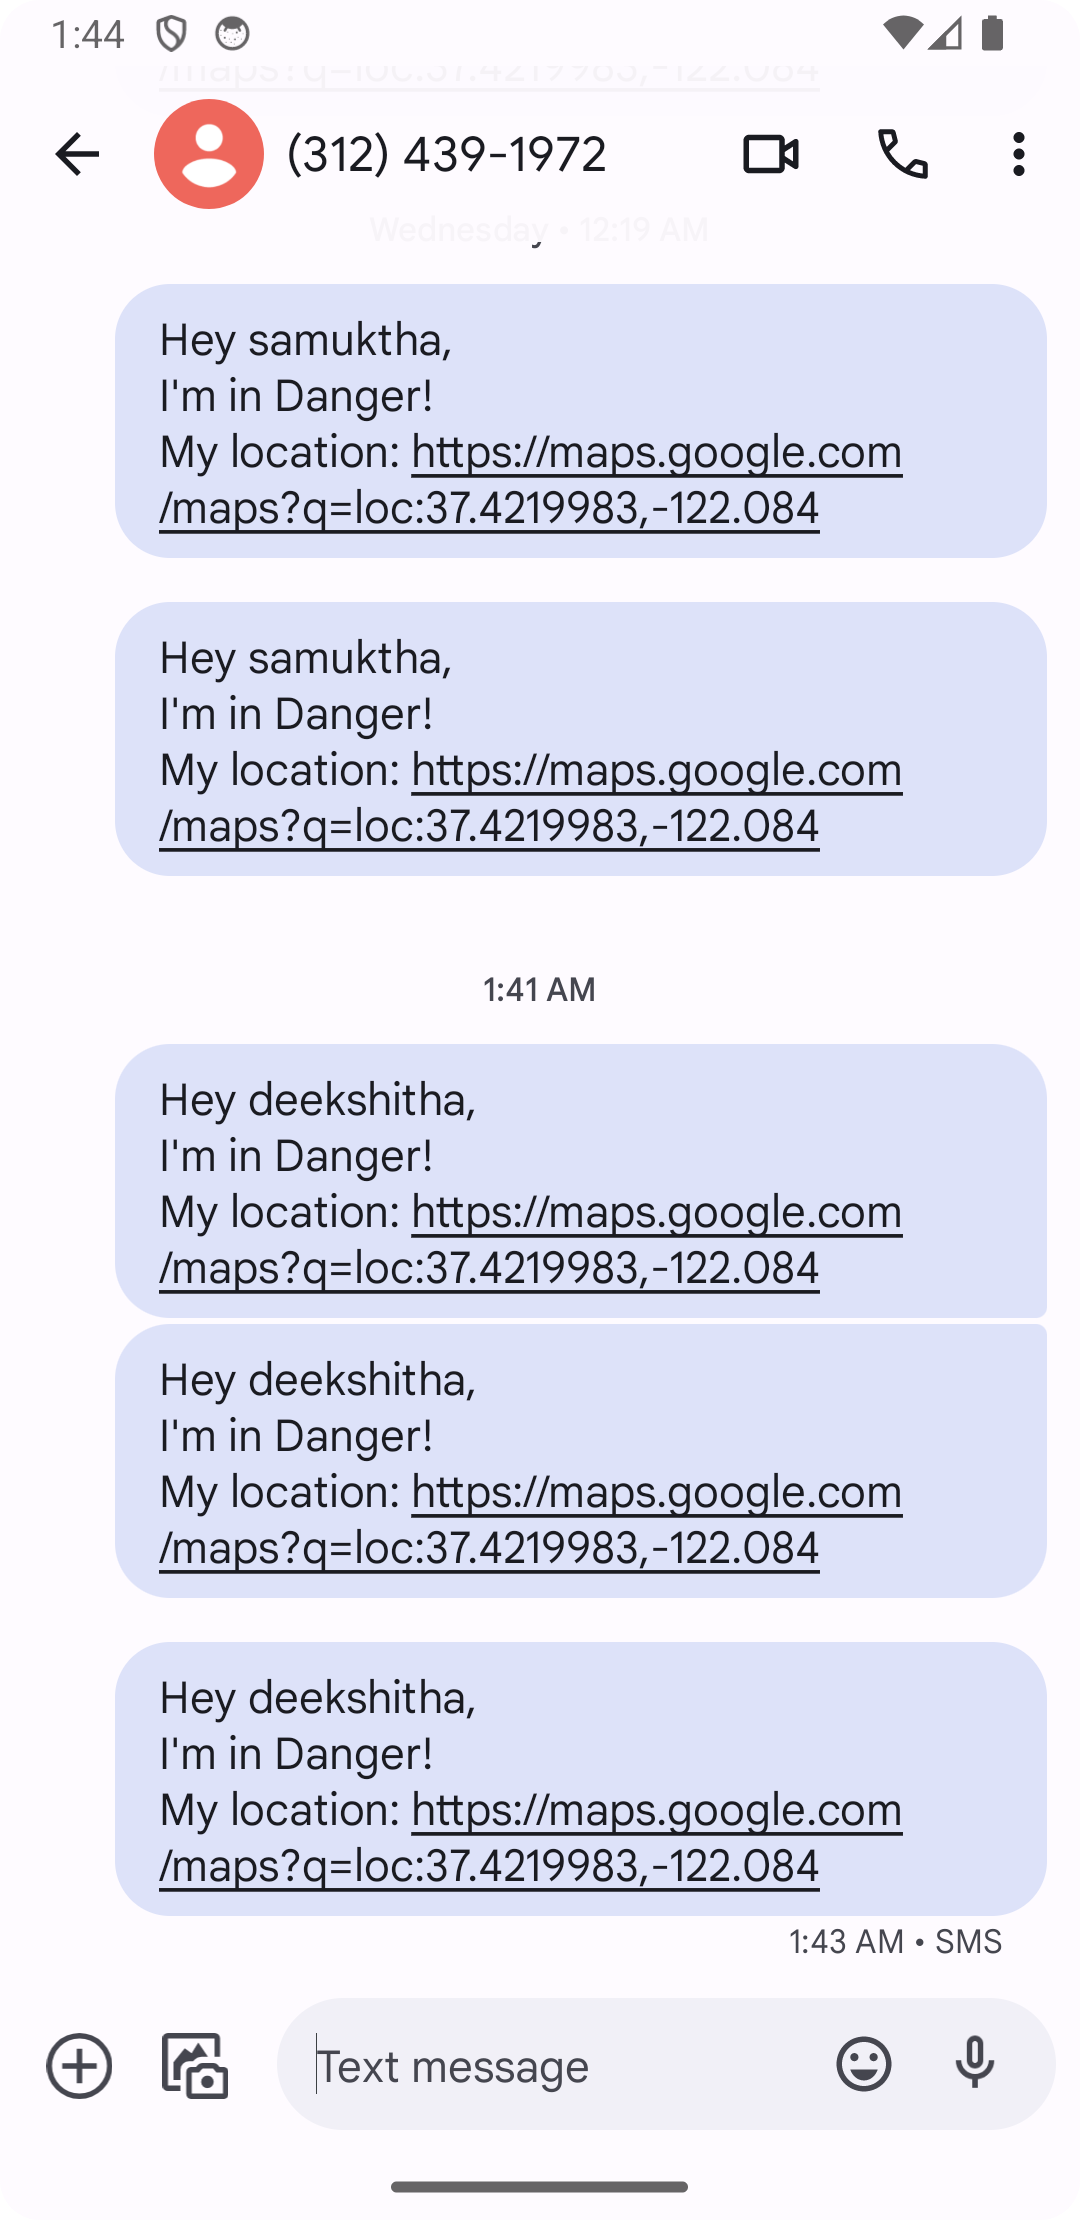 1:44
/maps?q=loc:37.4219983,-122.084
(312) 439-1972
Wednesday • 12:19 AM
Hey samuktha,
I'm in Danger!
My location: https://maps.google.com
/maps?q=loc:37.4219983,-122.084
Hey samuktha,
I'm in Danger!
My location: https://maps.google.com
/maps?q=loc:37.4219983,-122.084
1:41 AM
Hey deekshitha,
I'm in Danger!
My location: https://maps.google.com
/maps?q=loc:37.4219983,-122.084
Hey deekshitha,
I'm in Danger!
My location: https://maps.google.com
/maps?q=loc:37.4219983,-122.084
Hey deekshitha,
I'm in Danger!
My location: https://maps.google.com
/maps?q=loc:37.4219983,-122.084
1:43 AM • SMS
Text message